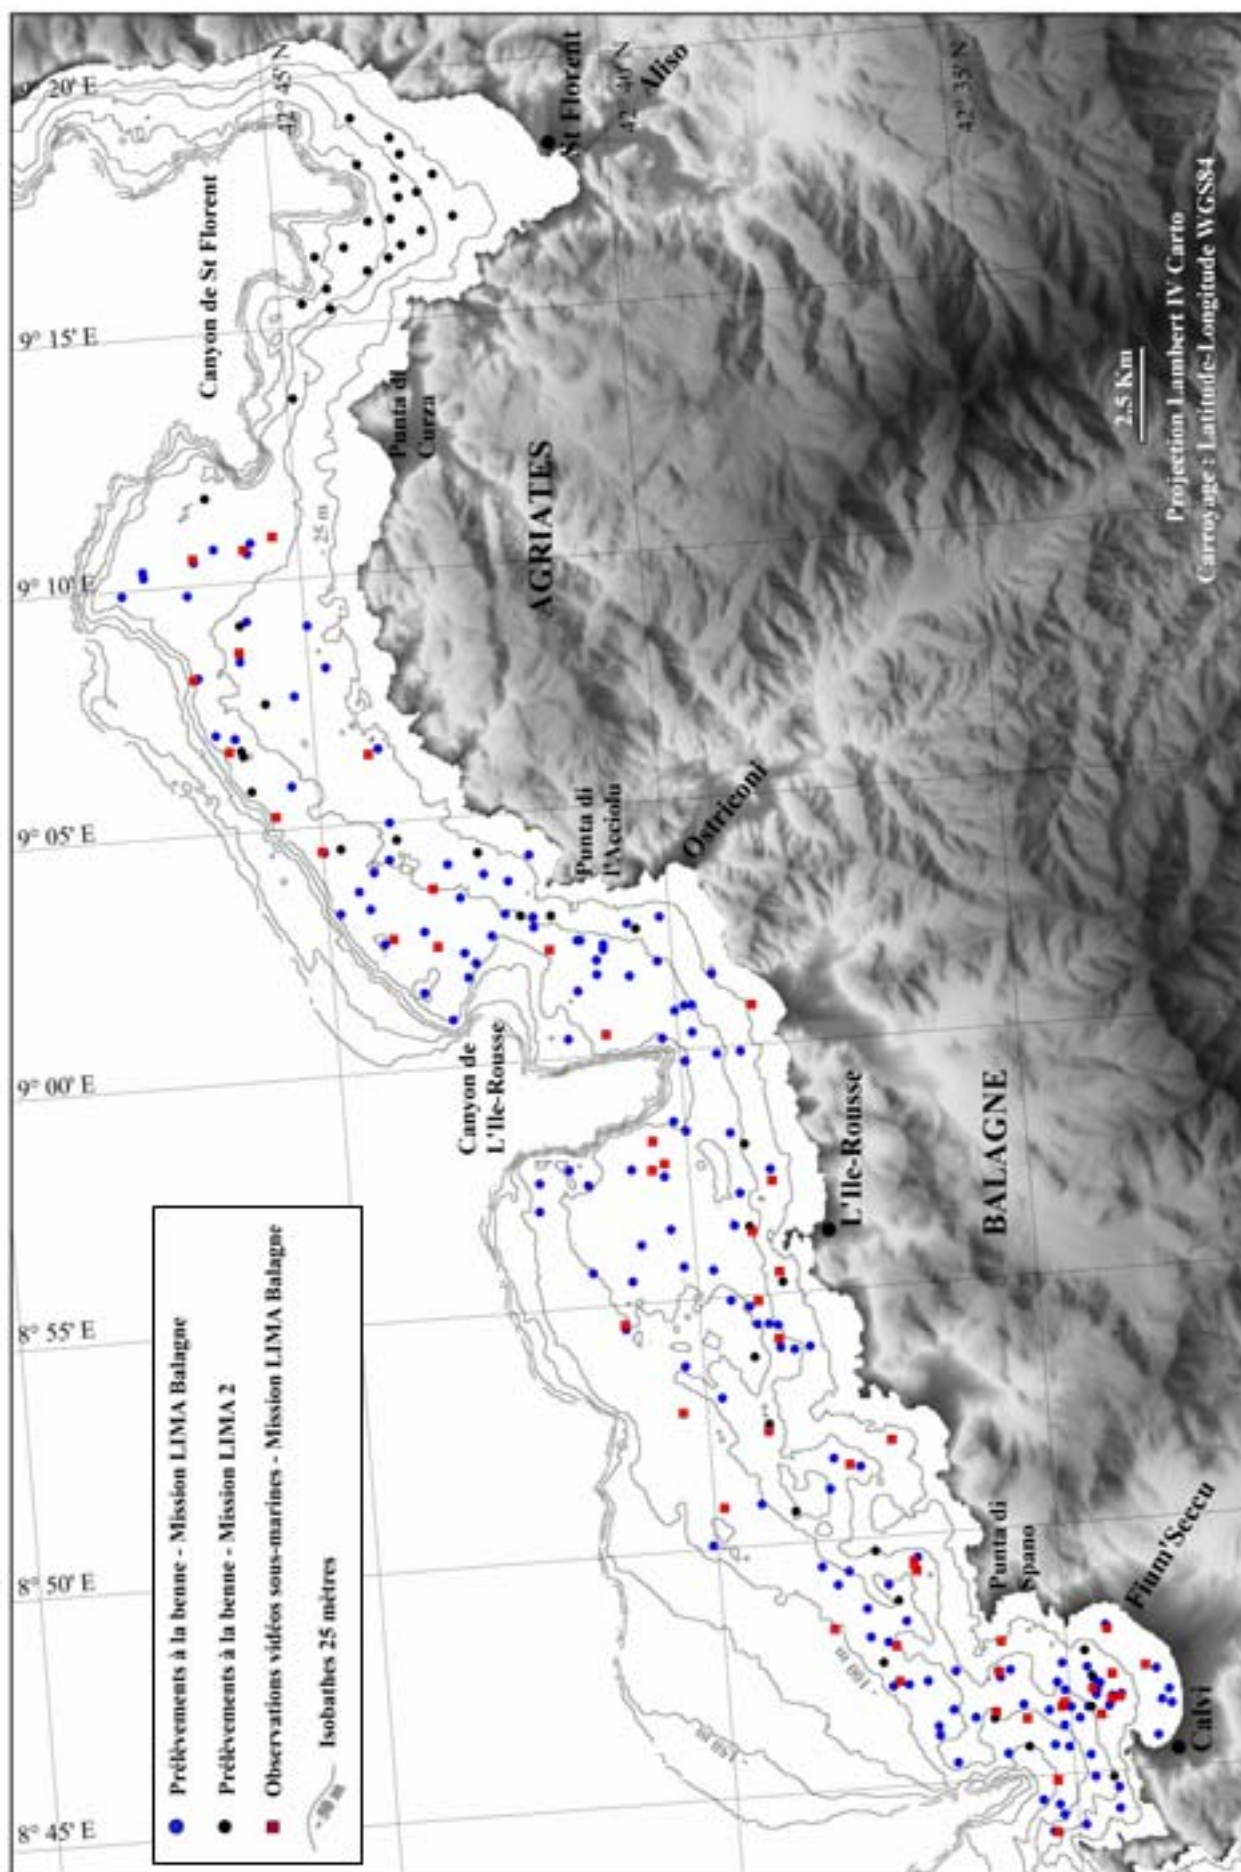 Prélèvements à la benne - Mission LIMA Balagne
Prélèvements à la benne - Mission LIMA 2
Observations vidéos sous-marines - Mission LIMA Balagne
Isobathes 25 mètres
8° 45' E
8° 50' E
8° 55' E
9° 00' E
9° 05' E
9° 10' E
9° 15' E
9° 20' E
42° 45' N
42° 40' N
42° 35' N
Canyon de St Florent
Canyon de
L'Ile-Rousse
- 25 m
- 100 m
St Florent
Aliso
Punta di
Curza
AGRIATES
Punta di
l'Acciolu
Ostriconi
L'Ile-Rousse
BALAGNE
Punta di
Spano
Fium'Seccu
Calvi
2.5 Km
Projection Lambert IV Carto
Carroyage : Latitude-Longitude WGS84